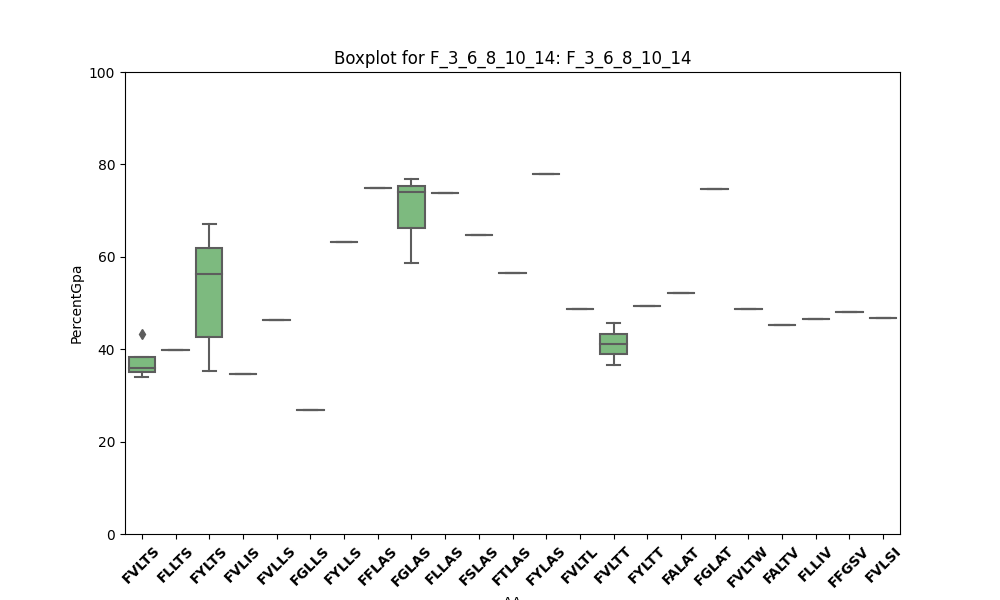 Boxplot for F_3_6_8_10_14: F_3_6_8_10_14
100
80
60
40
20
0
PercentGpa
FVLTS FLLTS FYLTS FVLIS FVLLS FGLLS FYLLS FFLAS FGLAS FLLAS FSLAS FTLAS FYLAS FVLTL FVLTT FYLTT FALAT FGLAT FVLTW FALTV FLLIV FFGSV FVLSI